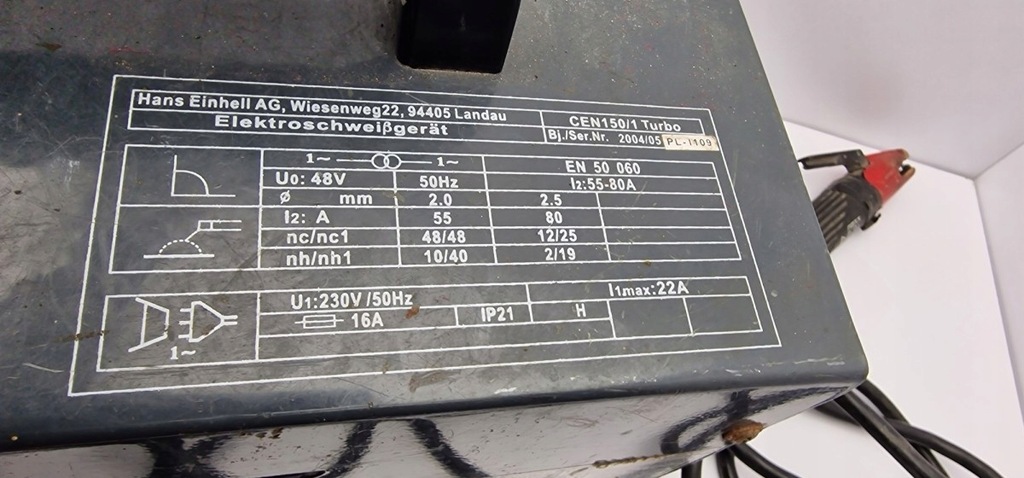 Hans Einhell AG, Wiesenweg22, 94405 Landau
CEN150/1 Turbo
Elektroschweißgerät
Bj./Ser.Nr. 2004/05 PL-1109
1~ 1~
EN 50 060
U0: 48V 50Hz I2:55-80A
ø mm 2.0 2.5
I2: A 55 80
nc/nc1 48/48 12/25
nh/nh1 10/40 2/19
U1:230V/50Hz I1max:22A
16A IP21 H
1~